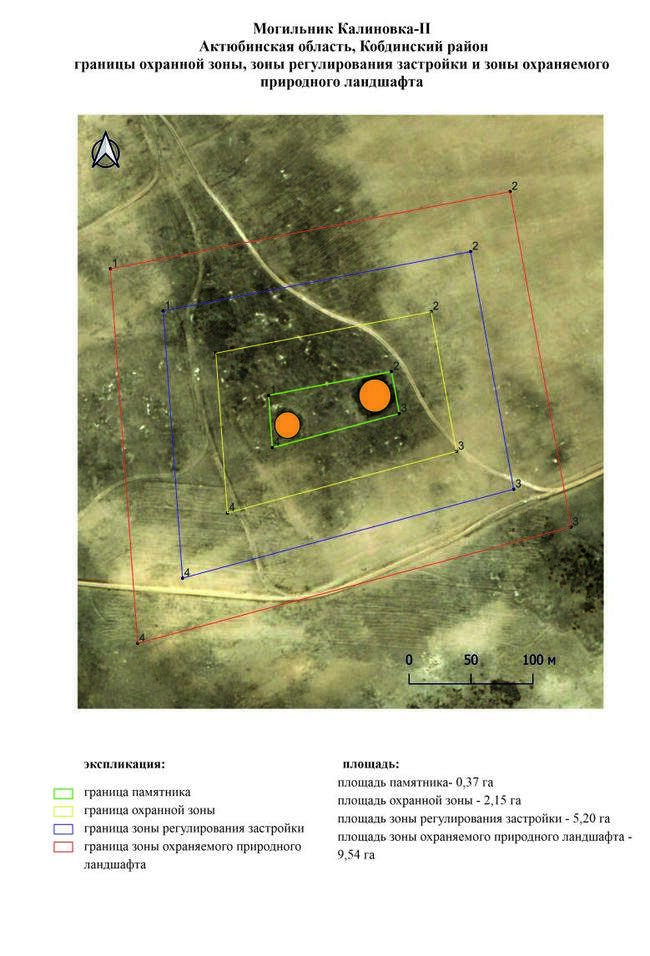 Могильник Калиновка-II
Актюбинская область, Кобдинский район
границы охранной зоны, зоны регулирования застройки и зоны охраняемого
природного ландшафта
2
1
2
1
2
1
2
3
3
4
3
4
3
4
0 50 100 м
экспликация:
граница памятника
граница охранной зоны
граница зоны регулирования застройки
граница зоны охраняемого природного
ландшафта
площадь:
площадь памятника- 0,37 га
площадь охранной зоны - 2,15 га
площадь зоны регулирования застройки - 5,20 га
площадь зоны охраняемого природного ландшафта -
9,54 га